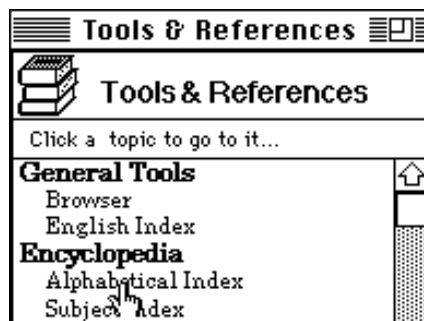 Tools & References
Tools & References
Click a topic to go to it...
General Tools
Browser
English Index
Encyclopedia
Alphabetical Index
Subject Index